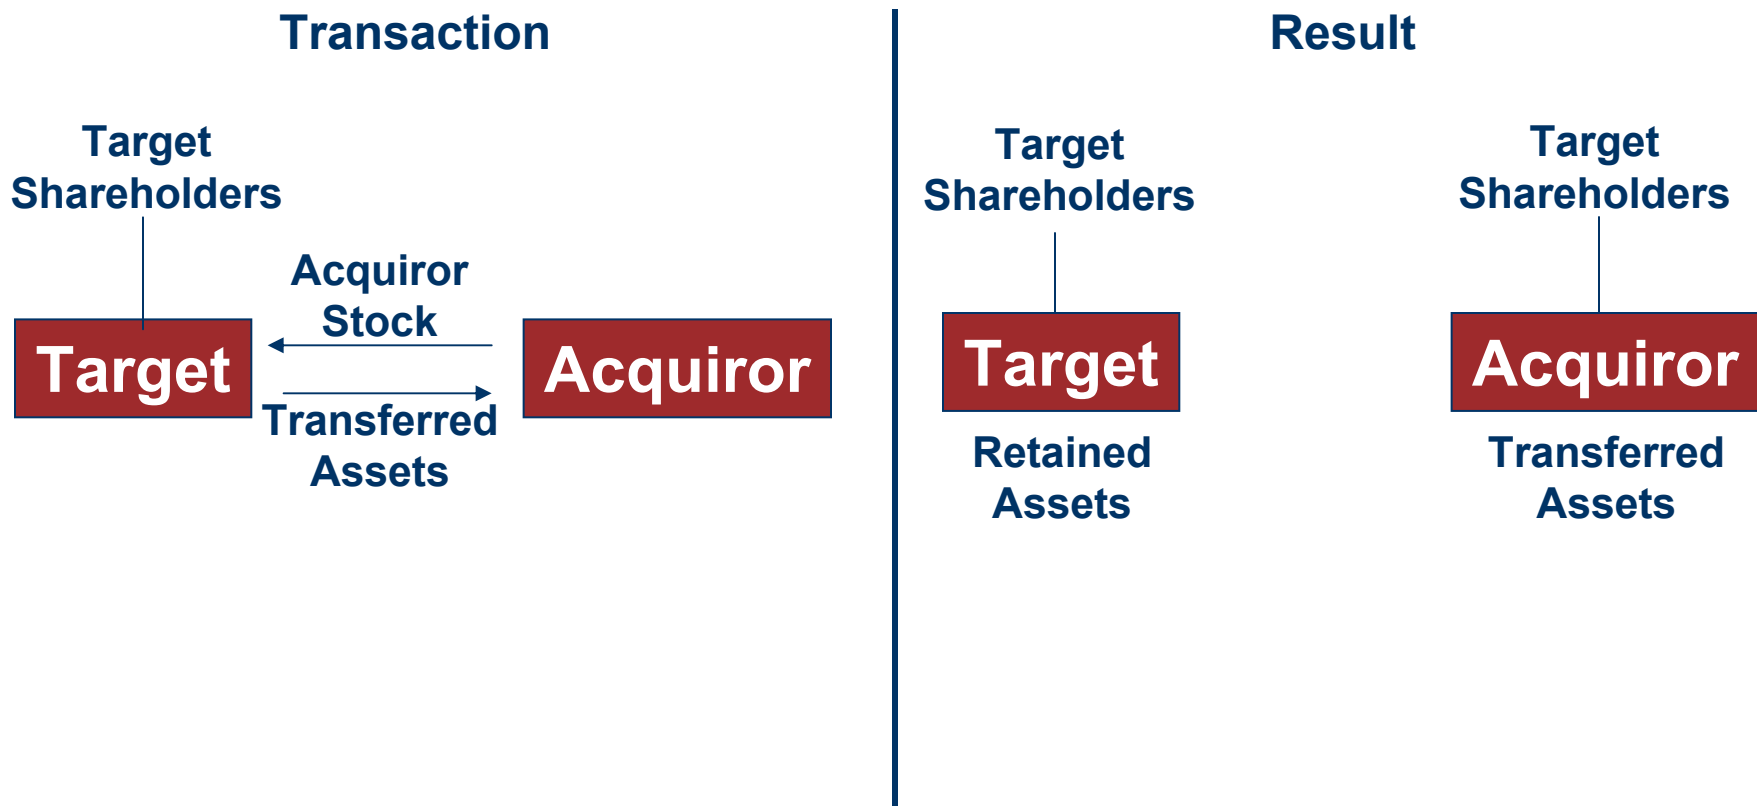 Transaction
Target
Shareholders
Acquiror
Stock
Target
Acquiror
Transferred
Assets
Result
Target
Shareholders
Target
Retained
Assets
Target
Shareholders
Acquiror
Transferred
Assets